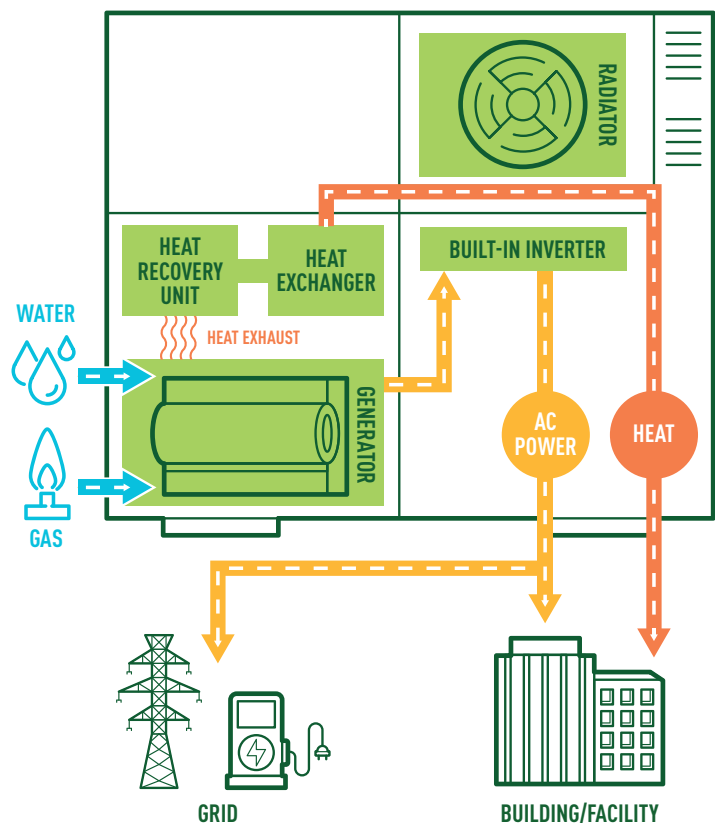 RADIATOR
HEAT
RECOVERY
UNIT
HEAT
EXCHANGER
BUILT-IN INVERTER
WATER
HEAT EXHAUST
GENERATOR
AC
POWER
HEAT
GAS
GRID
BUILDING/FACILITY